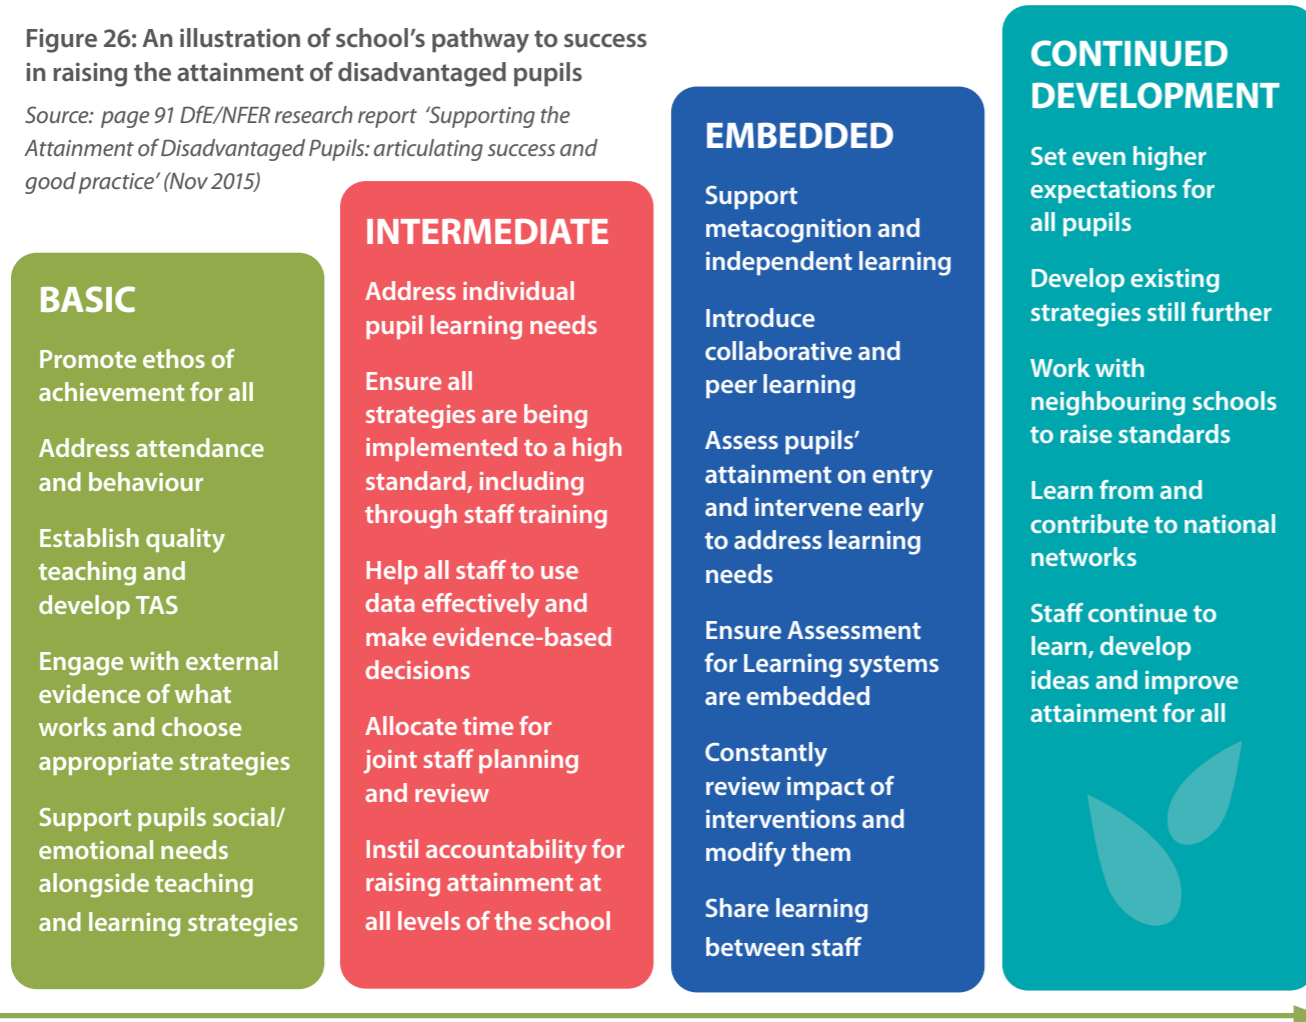 Figure 26: An illustration of school's pathway to success
in raising the attainment of disadvantaged pupils
Source: page 91 DfE/NFER research report 'Supporting the
Attainment of Disadvantaged Pupils: articulating success and
good practice' (Nov 2015)
BASIC
Promote ethos of
achievement for all
Address attendance
and behaviour
Establish quality
teaching and
develop TAS
Engage with external
evidence of what
works and choose
appropriate strategies
Support pupils social/
emotional needs
alongside teaching
and learning strategies
INTERMEDIATE
Address individual
pupil learning needs
Ensure all
strategies are being
implemented to a high
standard, including
through staff training
Help all staff to use
data effectively and
make evidence-based
decisions
Allocate time for
joint staff planning
and review
Instil accountability for
raising attainment at
all levels of the school
EMBEDDED
Support
metacognition and
independent learning
Introduce
collaborative and
peer learning
Assess pupils'
attainment on entry
and intervene early
to address learning
needs
Ensure Assessment
for Learning systems
are embedded
Constantly
review impact of
interventions and
modify them
Share learning
between staff
CONTINUED
DEVELOPMENT
Set even higher
expectations for
all pupils
Develop existing
strategies still further
Work with
neighbouring schools
to raise standards
Learn from and
contribute to national
networks
Staff continue to
learn, develop
ideas and improve
attainment for all